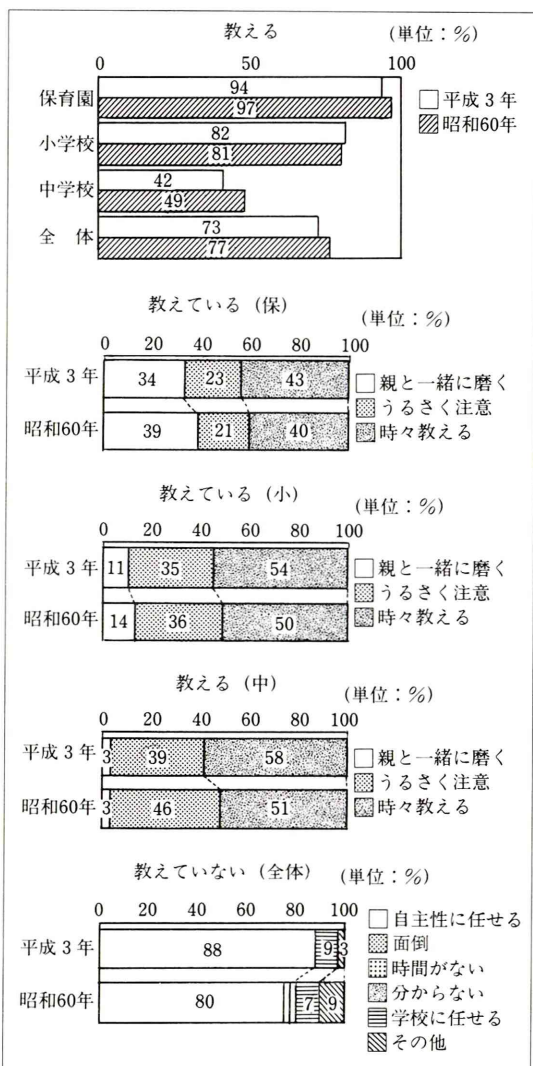 教える (単位：%)
0 50 100
保育園 94 平成3年
97 昭和60年
小学校 82
81
中学校 42
49
全体 73
77
教えている (保) (単位：%)
0 20 40 60 80 100
平成3年 34 23 43 親と一緒に磨く
うるさく注意
昭和60年 39 21 40 時々教える
教えている (小) (単位：%)
0 20 40 60 80 100
平成3年 11 35 54 親と一緒に磨く
うるさく注意
昭和60年 14 36 50 時々教える
教える (中) (単位：%)
0 20 40 60 80 100
平成3年 3 39 58 親と一緒に磨く
うるさく注意
昭和60年 3 46 51 時々教える
教えていない (全体) (単位：%)
0 20 40 60 80 100
自主性に任せる
平成3年 88 9 3 面倒
時間がない
昭和60年 80 7 9 分からない
学校に任せる
その他